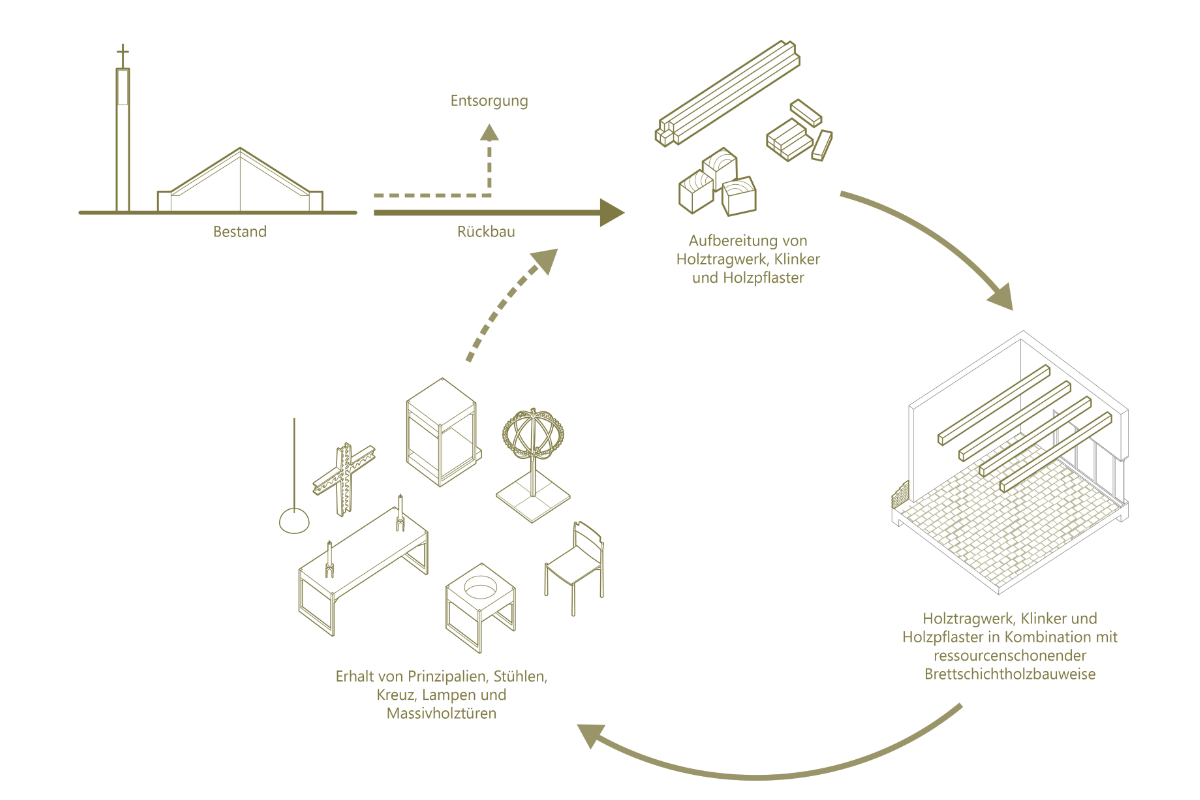 Entsorgung
Bestand
Rückbau
Aufbereitung von
Holztragwerk, Klinker
und Holzpflaster
Holztragwerk, Klinker und
Holzpflaster in Kombination mit
ressourcenschonender
Brettschichtholzbauweise
Erhalt von Prinzipalien, Stühlen,
Kreuz, Lampen und
Massivholztüren